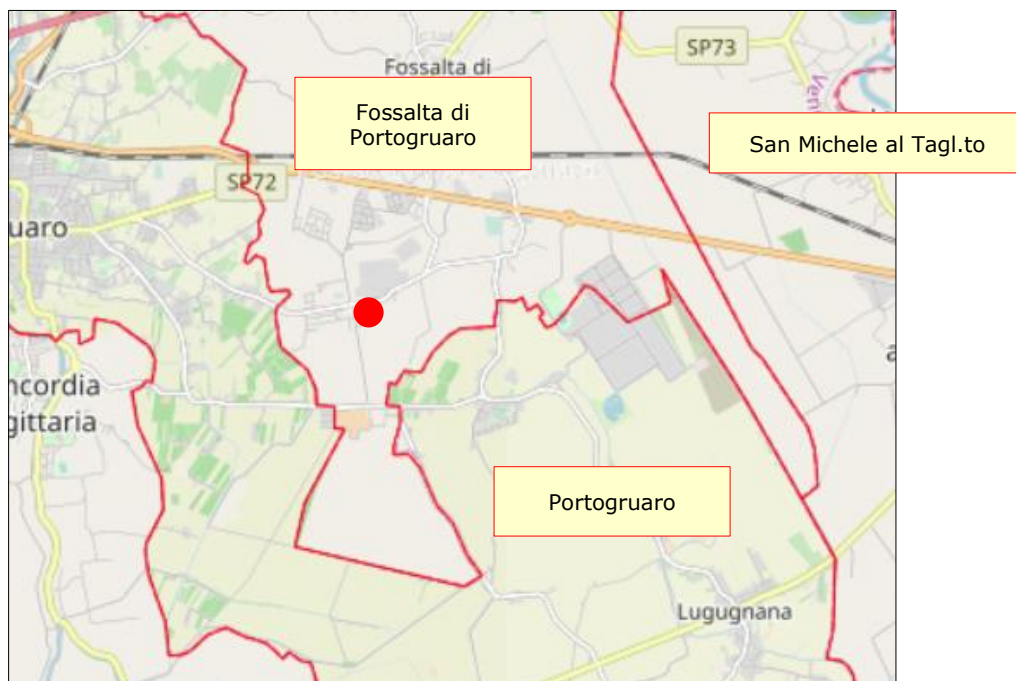 SP73
Fossalta di
Fossalta di
Portogruaro
San Michele al Tagl.to
SP72
uaro
ncordia
gittaria
Portogruaro
Lugugnana